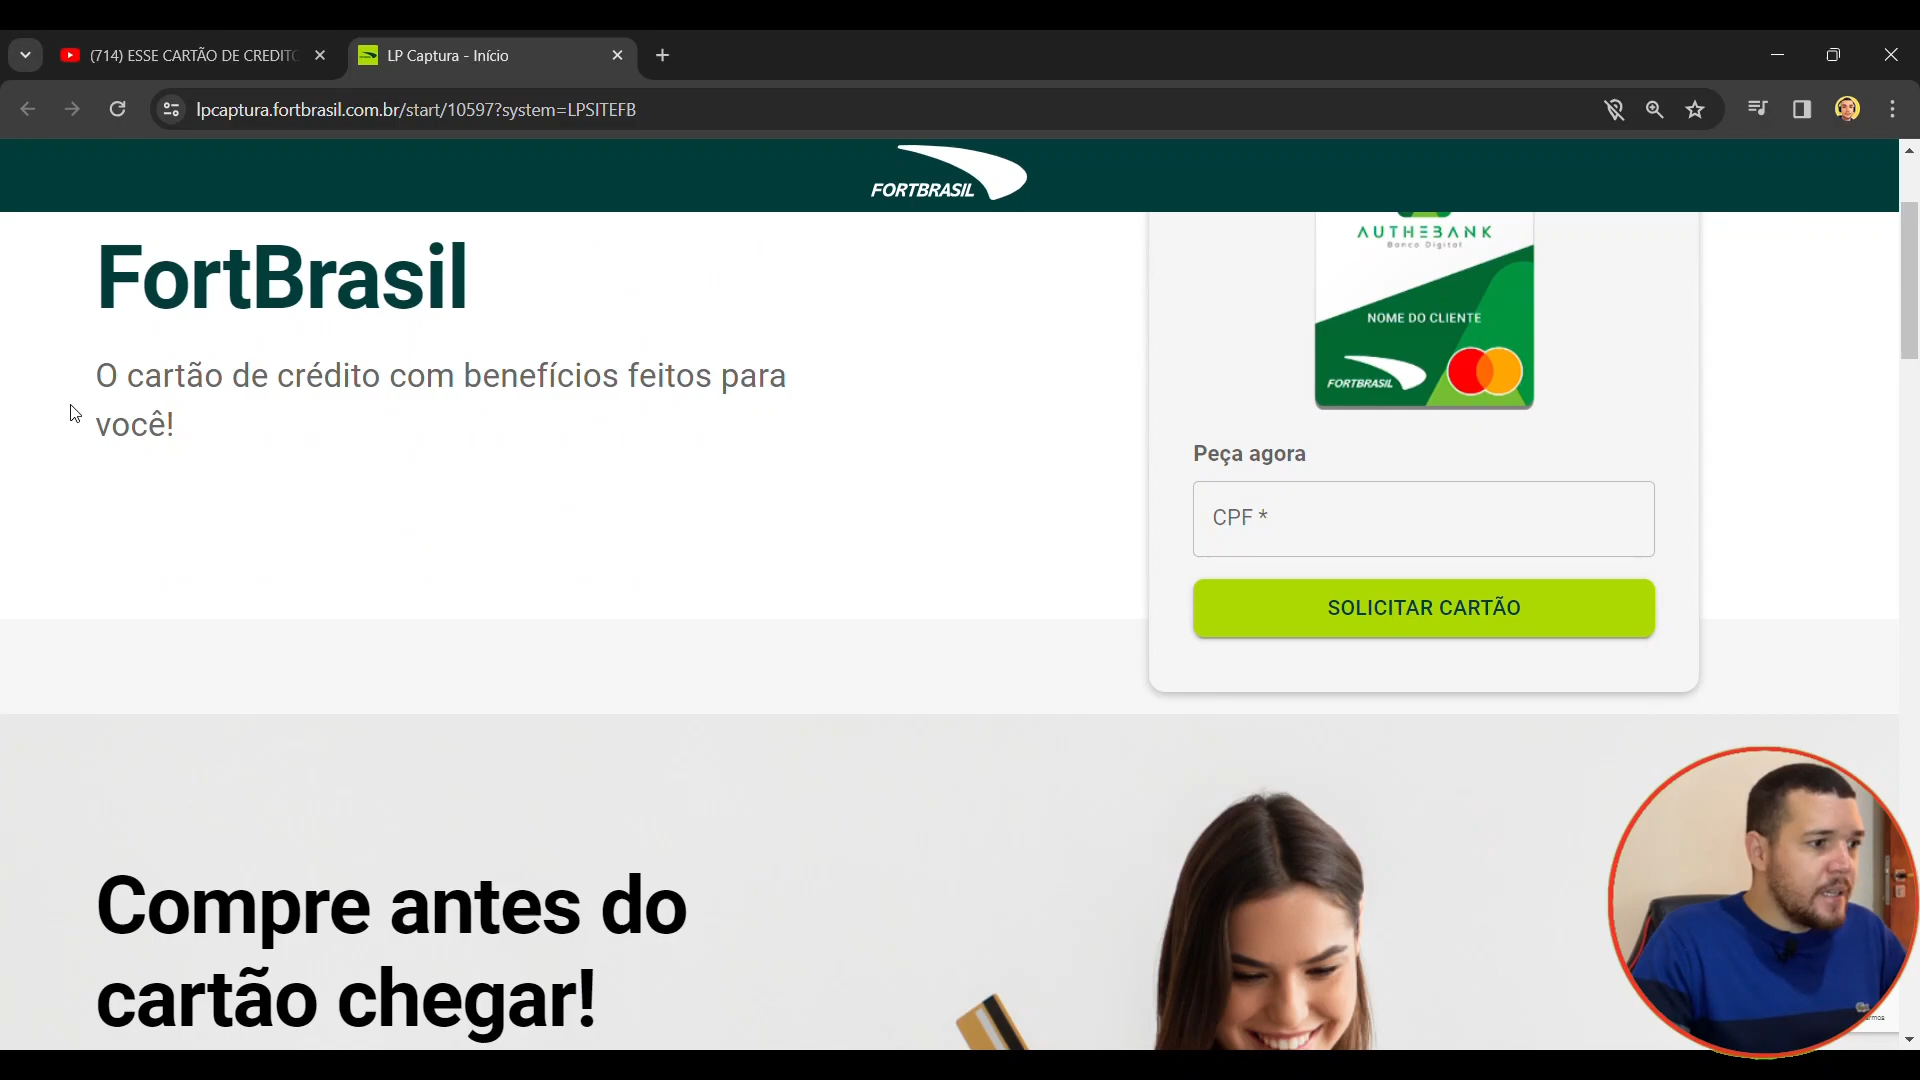 (714) ESSE CARTÃO DE CREDITO
LP Captura - Início
lpcaptura.fortbrasil.com.br/start/10597?system=LPSITEFB
FORTBRASIL
FortBrasil
O cartão de crédito com benefícios feitos para
você!
AUTHEBANK
Banco Digital
NOME DO CLIENTE
FORTBRASIL
Peça agora
CPF *
SOLICITAR CARTÃO
Compre antes do
cartão chegar!